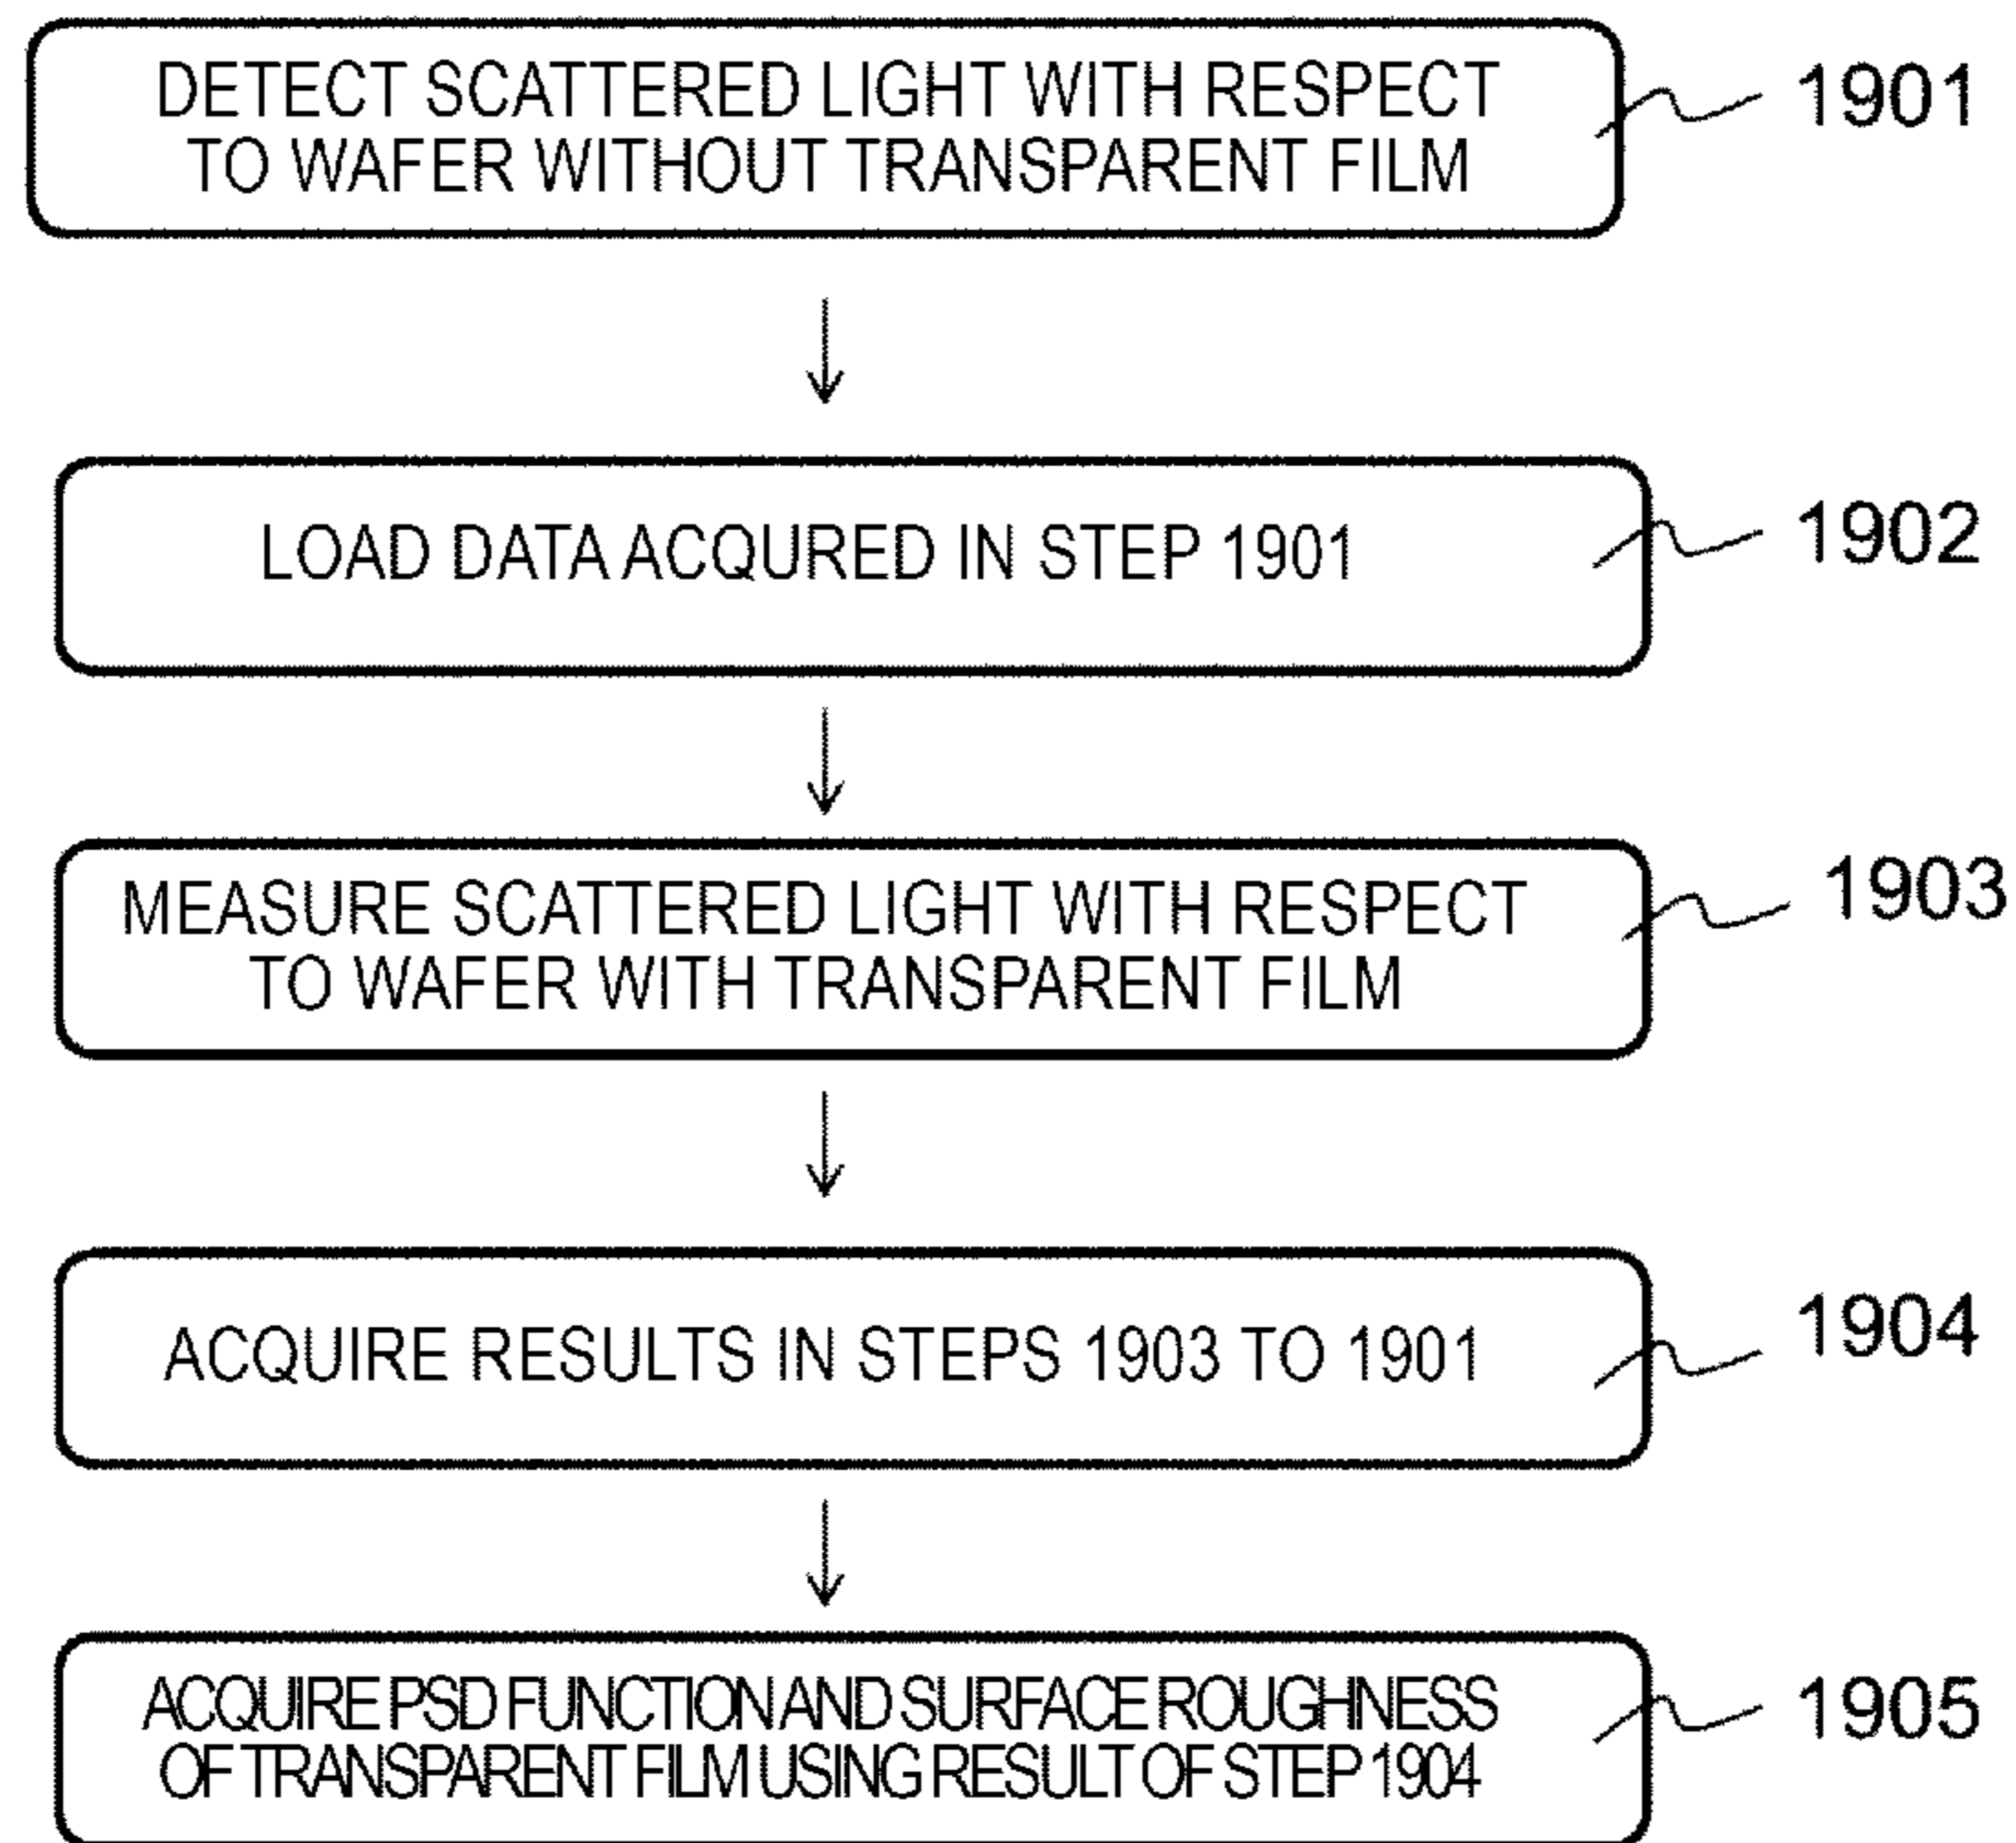 DETECT SCATTERED LIGHT WITH RESPECT
TO WAFER WITHOUT TRANSPARENT FILM
1901
LOAD DATA ACQURED IN STEP 1901
1902
MEASURE SCATTERED LIGHT WITH RESPECT
TO WAFER WITH TRANSPARENT FILM
1903
ACQUIRE RESULTS IN STEPS 1903 TO 1901
1904
ACQUIRE PSD FUNCTION AND SURFACE ROUGHNESS
OF TRANSPARENT FILM USING RESULT OF STEP 1904
1905